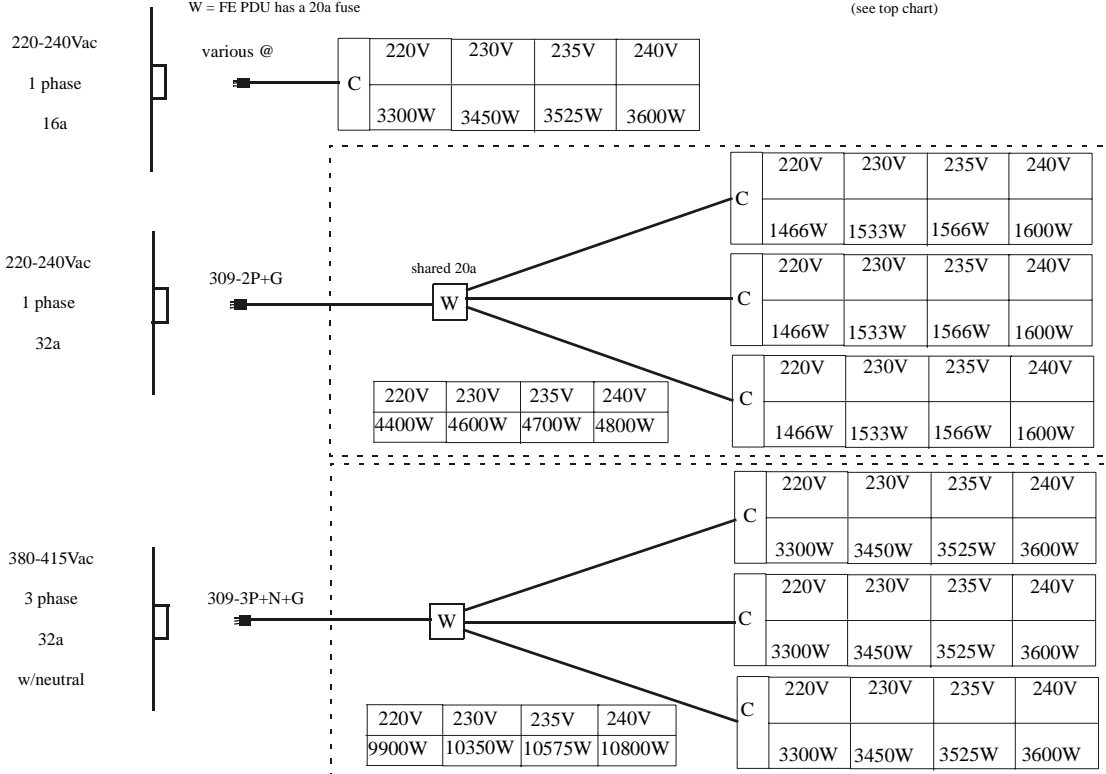 W = FE PDU has a 20a fuse
(see top chart)
220-240Vac
1 phase
16a
various @
C
220V 230V 235V 240V
3300W 3450W 3525W 3600W
220-240Vac
1 phase
32a
309-2P+G
shared 20a
W
C
220V 230V 235V 240V
1466W 1533W 1566W 1600W
C
220V 230V 235V 240V
1466W 1533W 1566W 1600W
C
220V 230V 235V 240V
1466W 1533W 1566W 1600W
220V 230V 235V 240V
4400W 4600W 4700W 4800W
380-415Vac
3 phase
32a
w/neutral
309-3P+N+G
W
C
220V 230V 235V 240V
3300W 3450W 3525W 3600W
C
220V 230V 235V 240V
3300W 3450W 3525W 3600W
C
220V 230V 235V 240V
3300W 3450W 3525W 3600W
220V 230V 235V 240V
9900W 10350W 10575W 10800W